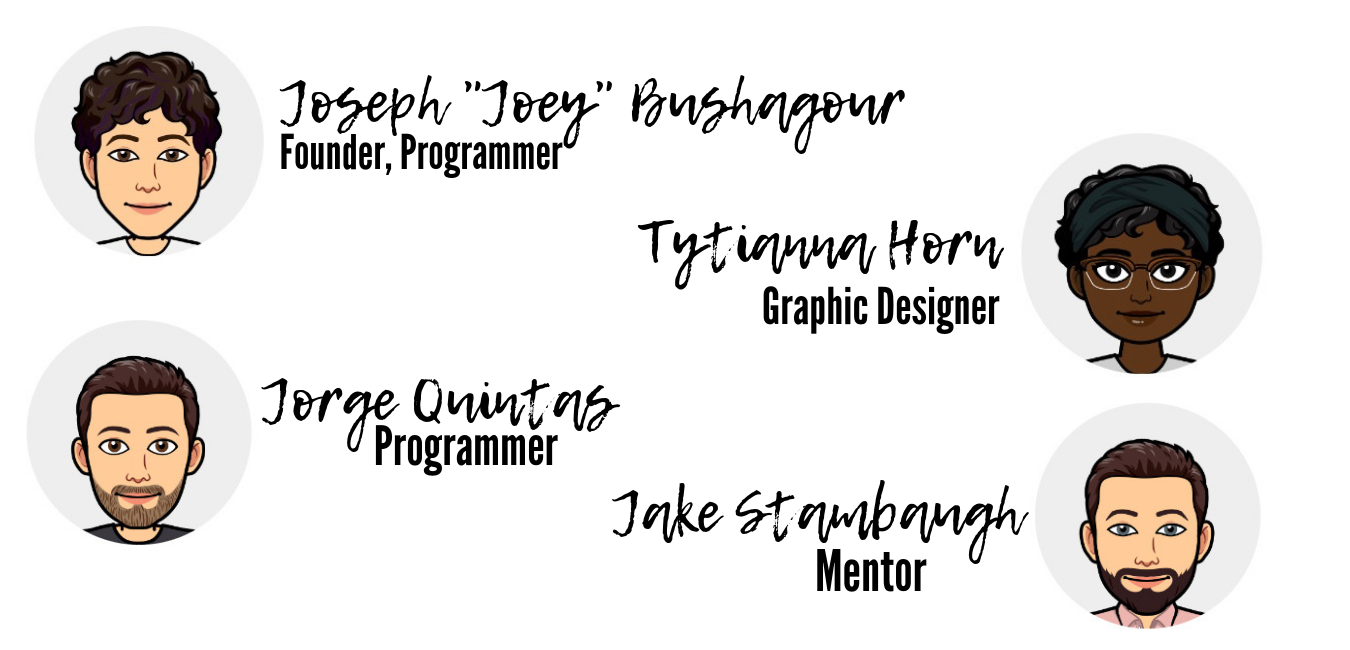 Joseph "Joey" Bushagour
Founder, Programmer
Tytianna Horn
Graphic Designer
Jorge Quintas
Programmer
Jake Stambaugh
Mentor